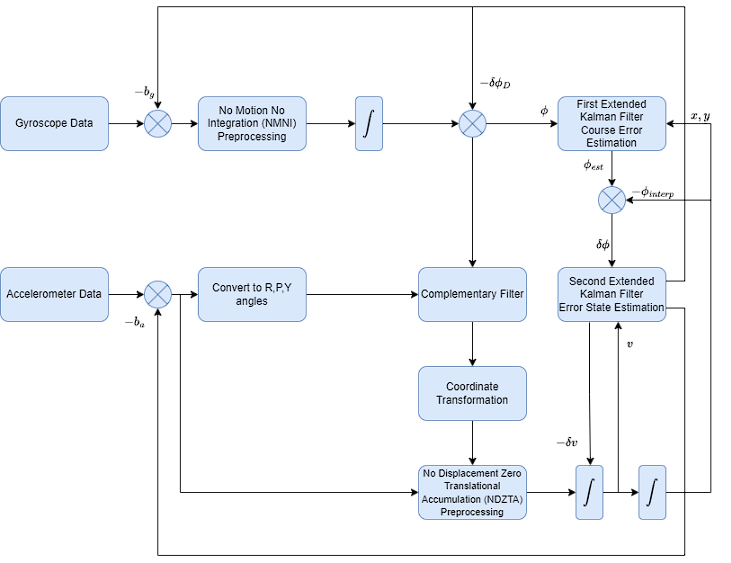 −b_g
−δϕ_D
Gyroscope Data
No Motion No
Integration (NMNI)
Preprocessing
∫
ϕ
First Extended
Kalman Filter
Course Error
Estimation
x, y
ϕ_est
−ϕ_interp
δϕ
Accelerometer Data
Convert to R,P,Y
angles
Complementary Filter
Second Extended
Kalman Filter
Error State Estimation
−b_a
v
Coordinate
Transformation
−δv
No Displacement Zero
Translational
Accumulation (NDZTA)
Preprocessing
∫
∫